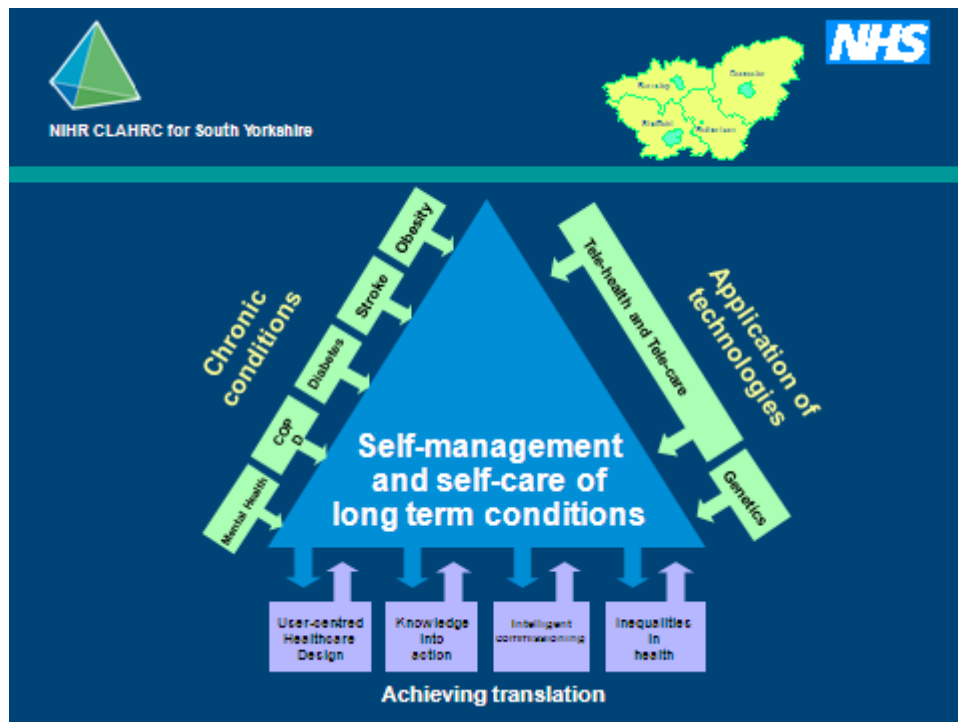 NHS
NIHR CLAHRC for South Yorkshire
Barnsley
Doncaster
Sheffield
Rotherham
Chronic
conditions
Obesity
Stroke
Diabetes
COP
D
Mental Health
Application of
technologies
Tele-health and Tele-care
Genetics
Self-management
and self-care of
long term conditions
User-centred
Healthcare
Design
Knowledge
into
action
Intelligent
commissioning
Inequalities
in
health
Achieving translation